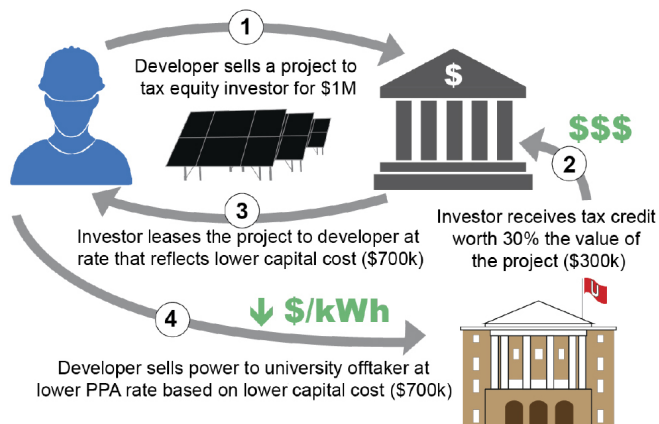 1
Developer sells a project to
tax equity investor for $1M
$
$$$
2
Investor receives tax credit
worth 30% the value of
the project ($300k)
3
Investor leases the project to developer at
rate that reflects lower capital cost ($700k)
4
$/kWh
Developer sells power to university offtaker at
lower PPA rate based on lower capital cost ($700k)
U